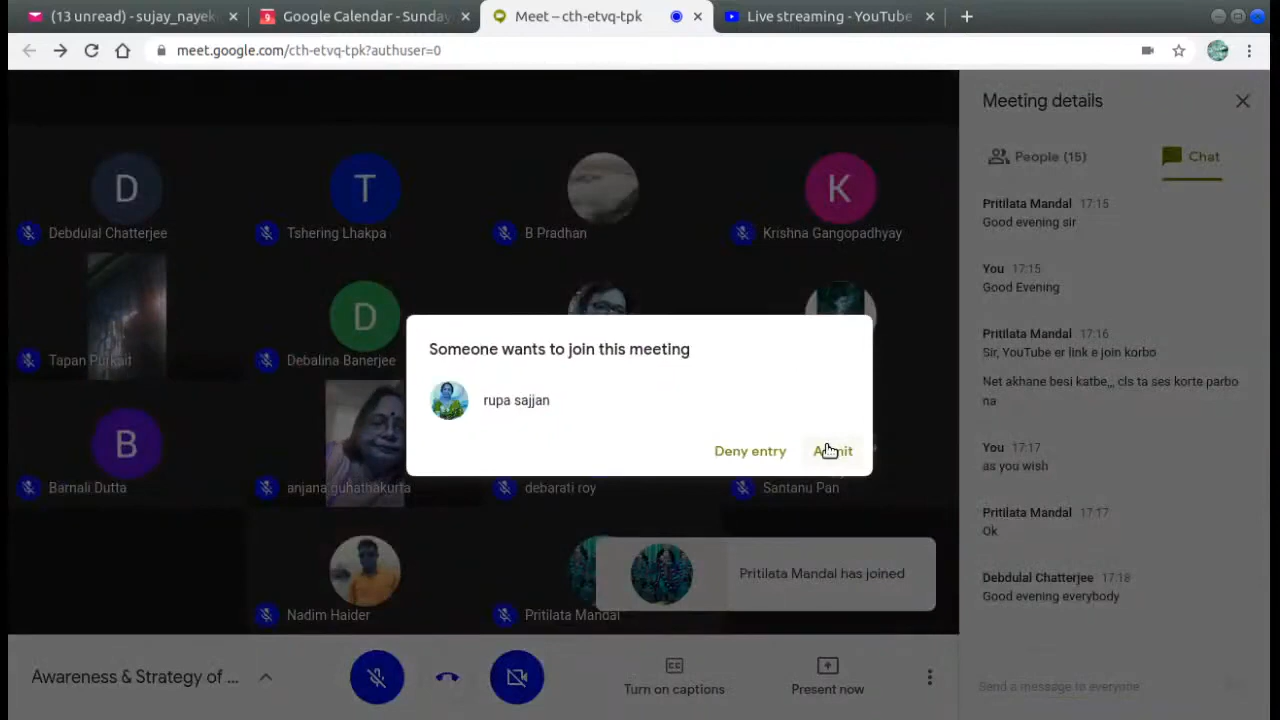 (13 unread) - sujay_nayek
Google Calendar - Sunday
Meet – cth-etvq-tpk
Live streaming - YouTube
meet.google.com/cth-etvq-tpk?authuser=0
Meeting details
People (15)
Chat
D
T
K
Debdulal Chatterjee
Tshering Lhakpa
B Pradhan
Krishna Gangopadhyay
D
Tapan Purkait
Debalina Banerjee
Someone wants to join this meeting
rupa sajjan
Deny entry
Admit
B
Barnali Dutta
anjana guhathakurta
debarati roy
Santanu Pan
Nadim Haider
Pritilata Mandal
Pritilata Mandal has joined
Pritilata Mandal 17:15
Good evening sir
You 17:15
Good Evening
Pritilata Mandal 17:16
Sir, YouTube er link e join korbo
Net akhane besi katbe,,, cls ta ses korte parbo
na
You 17:17
as you wish
Pritilata Mandal 17:17
Ok
Debdulal Chatterjee 17:18
Good evening everybody
Send a message to everyone
Awareness & Strategy of ...
CC
Turn on captions
Present now